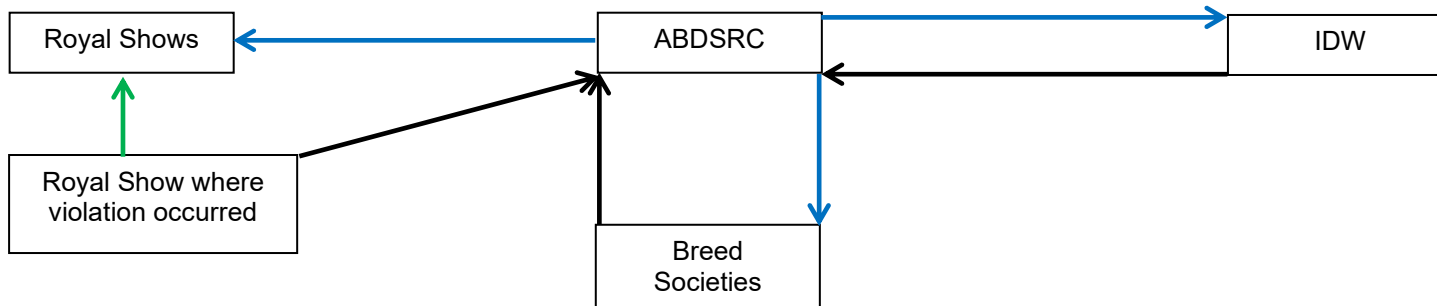 Royal Shows
ABDSRC
IDW
Royal Show where
violation occurred
Breed
Societies